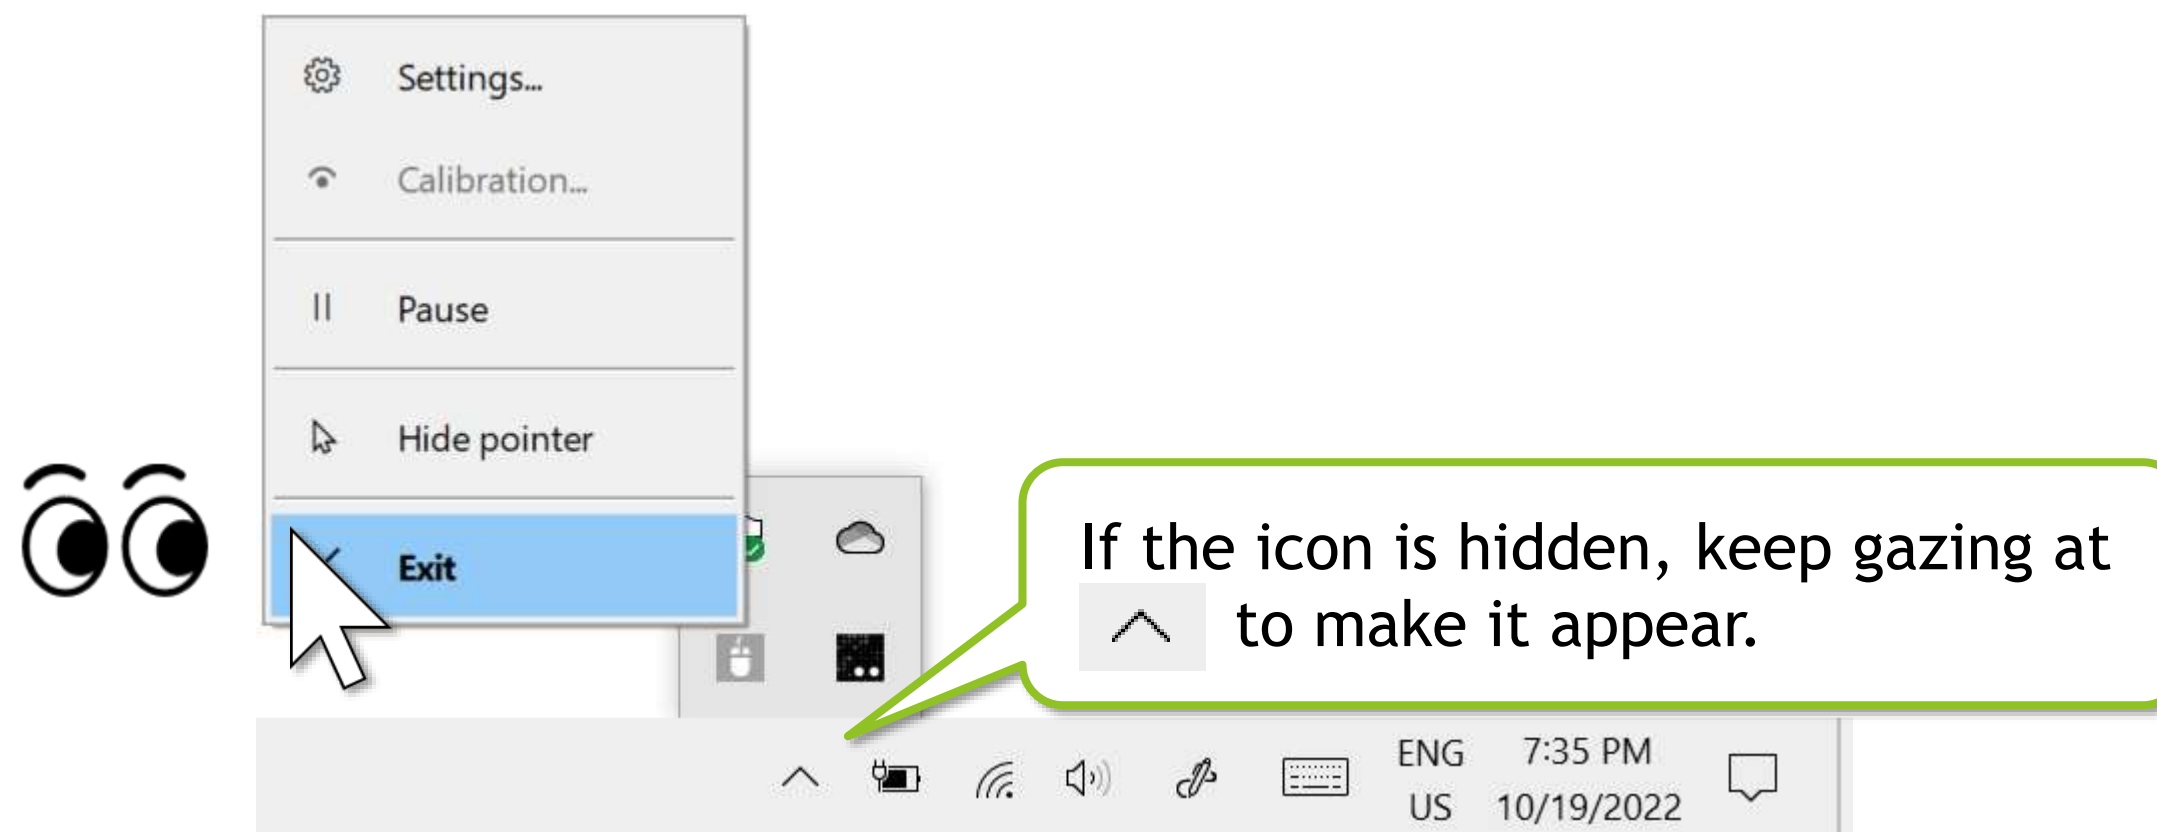 Settings...
Calibration...
Pause
Hide pointer
Exit
If the icon is hidden, keep gazing at
to make it appear.
ENG 7:35 PM
US 10/19/2022